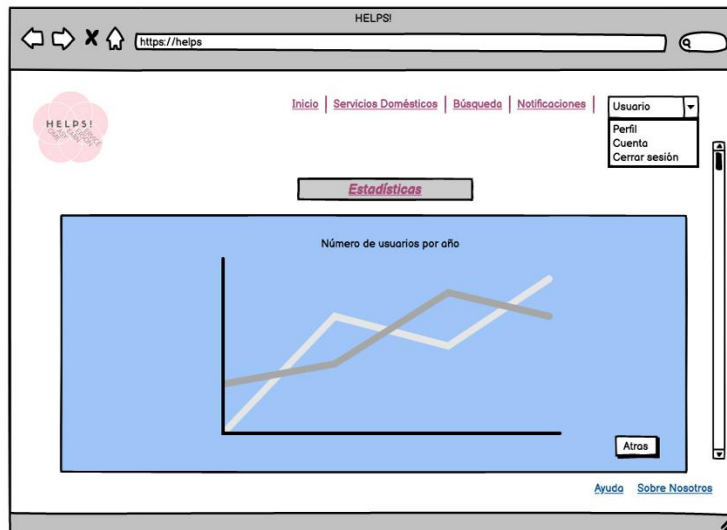 HELPS!
https://helps
Inicio Servicios Domésticos Búsqueda Notificaciones Usuario
Perfil
Cuenta
Cerrar sesión
HELPS!
Estadísticas
Número de usuarios por año
Atras
Ayuda Sobre Nosotros